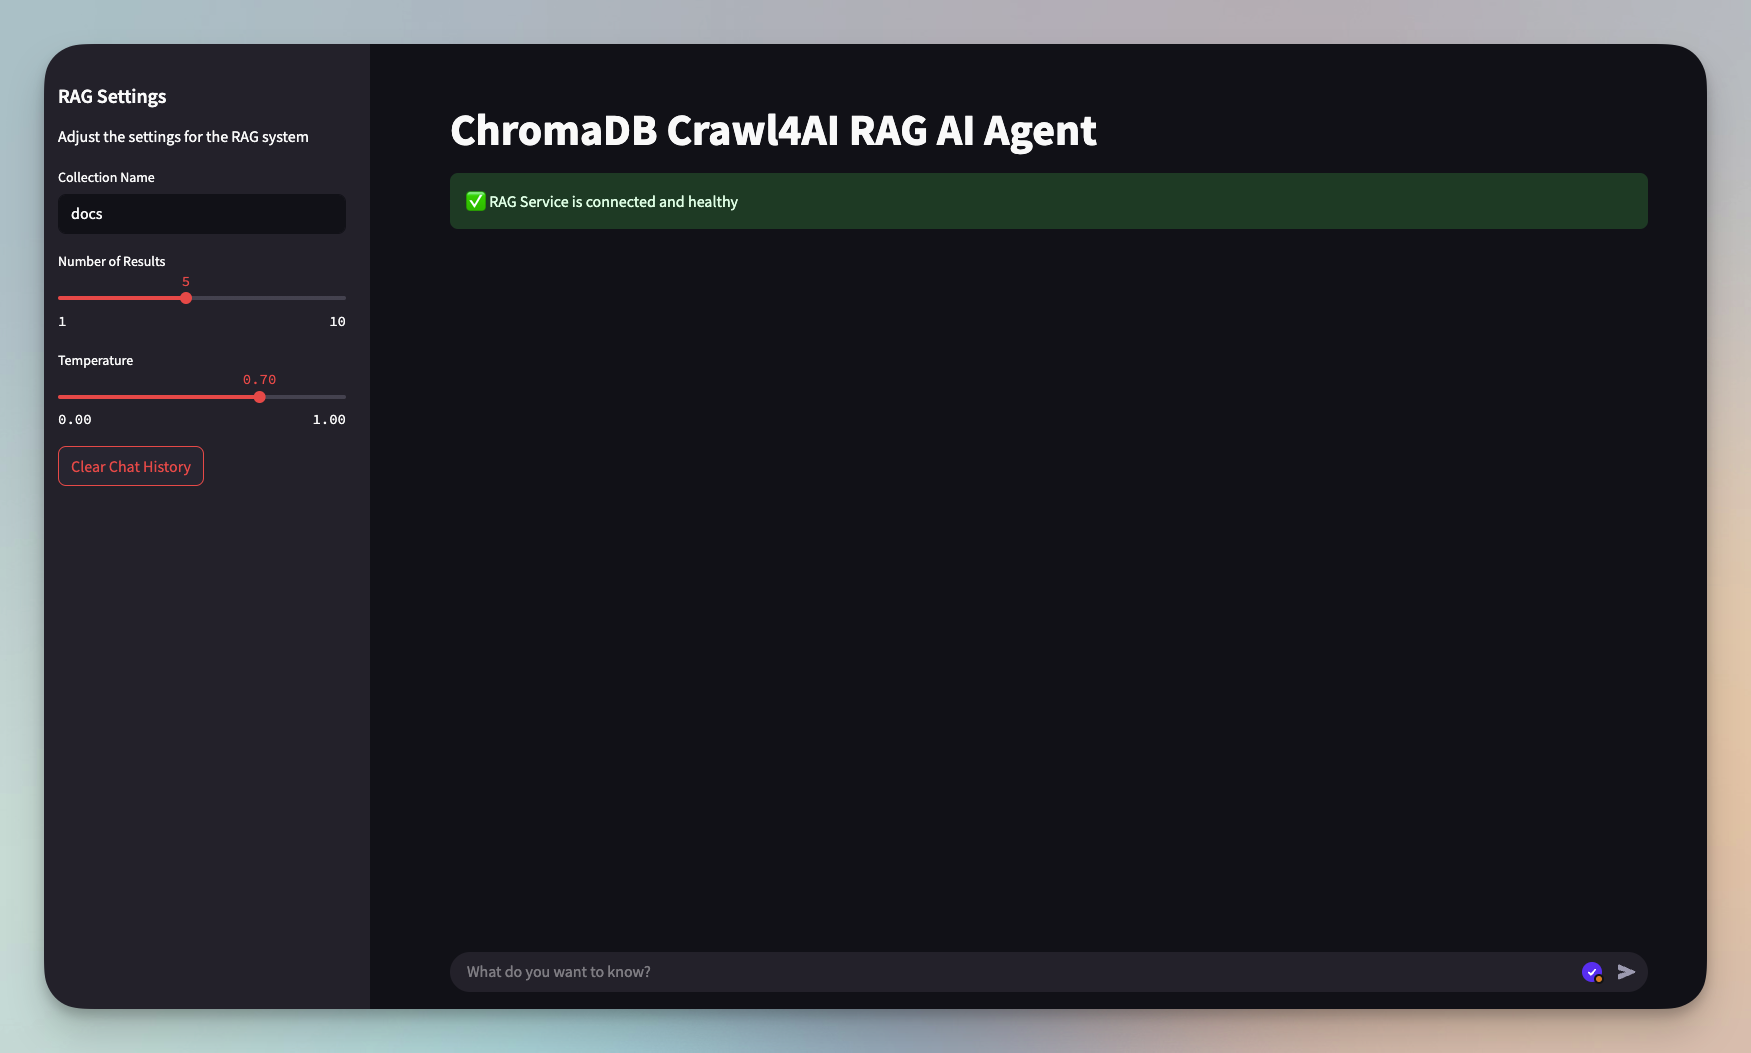 RAG Settings
Adjust the settings for the RAG system
Collection Name
docs
Number of Results
5
1 10
Temperature
0.70
0.00 1.00
Clear Chat History
ChromaDB Crawl4AI RAG AI Agent
✅ RAG Service is connected and healthy
What do you want to know?